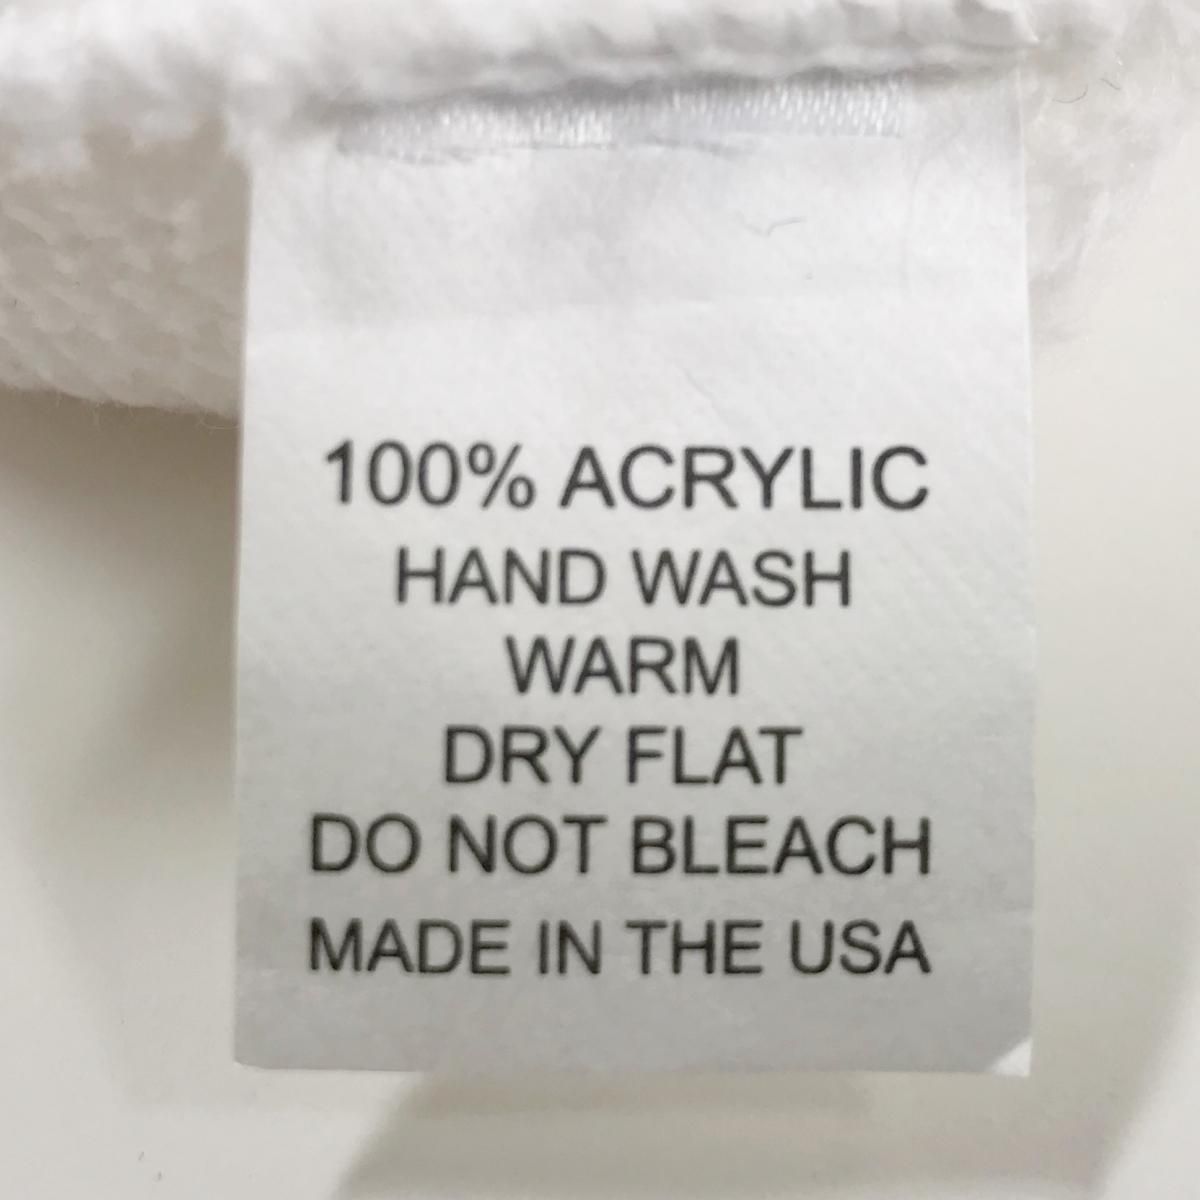 100% ACRYLIC
HAND WASH
WARM
DRY FLAT
DO NOT BLEACH
MADE IN THE USA